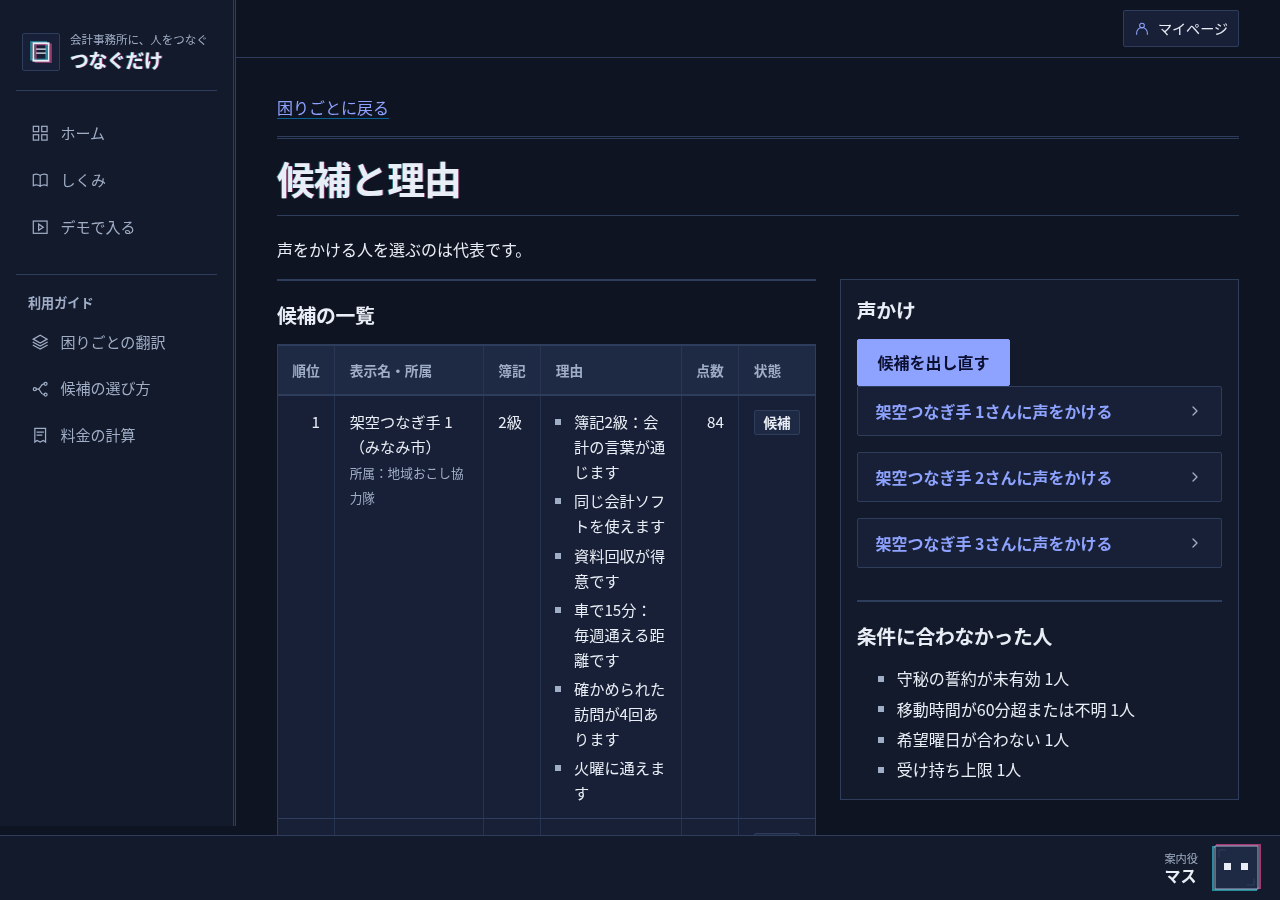 会計事務所に、人をつなぐ
つなぐだけ
ホーム
しくみ
デモで入る
利用ガイド
困りごとの翻訳
候補の選び方
料金の計算
マイページ
困りごとに戻る
候補と理由
声をかける人を選ぶのは代表です。
候補の一覧
順位 表示名・所属 簿記 理由 点数 状態
1
架空つなぎ手 1
（みなみ市）
所属：地域おこし協
力隊
2級
簿記2級：会
計の言葉が通
じます
同じ会計ソフ
トを使えます
資料回収が得
意です
車で15分：
毎週通える距
離です
確かめられた
訪問が4回あ
ります
火曜に通えま
す
84
候補
声かけ
候補を出し直す
架空つなぎ手 1さんに声をかける
架空つなぎ手 2さんに声をかける
架空つなぎ手 3さんに声をかける
条件に合わなかった人
守秘の誓約が未有効 1人
移動時間が60分超または不明 1人
希望曜日が合わない 1人
受け持ち上限 1人
案内役
マス